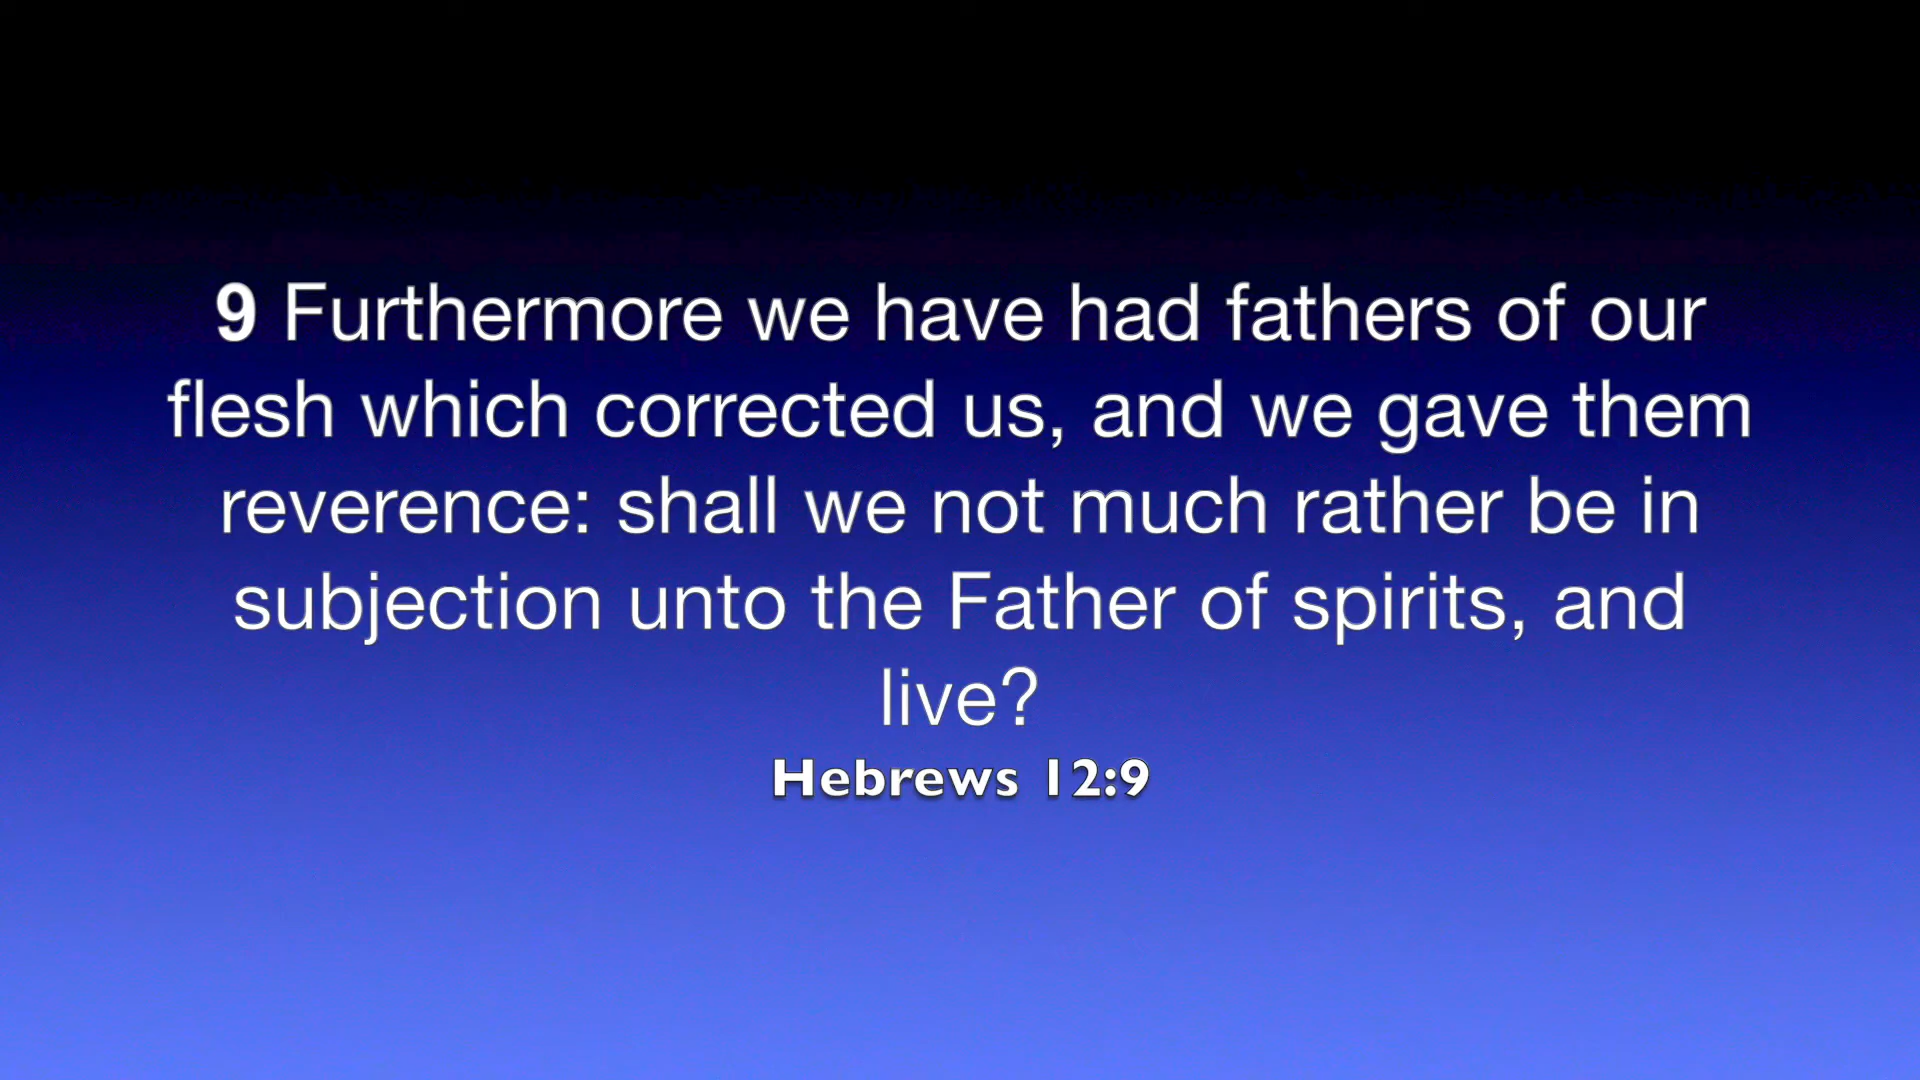 9 Furthermore we have had fathers of our
flesh which corrected us, and we gave them
reverence: shall we not much rather be in
subjection unto the Father of spirits, and
live?
Hebrews 12:9